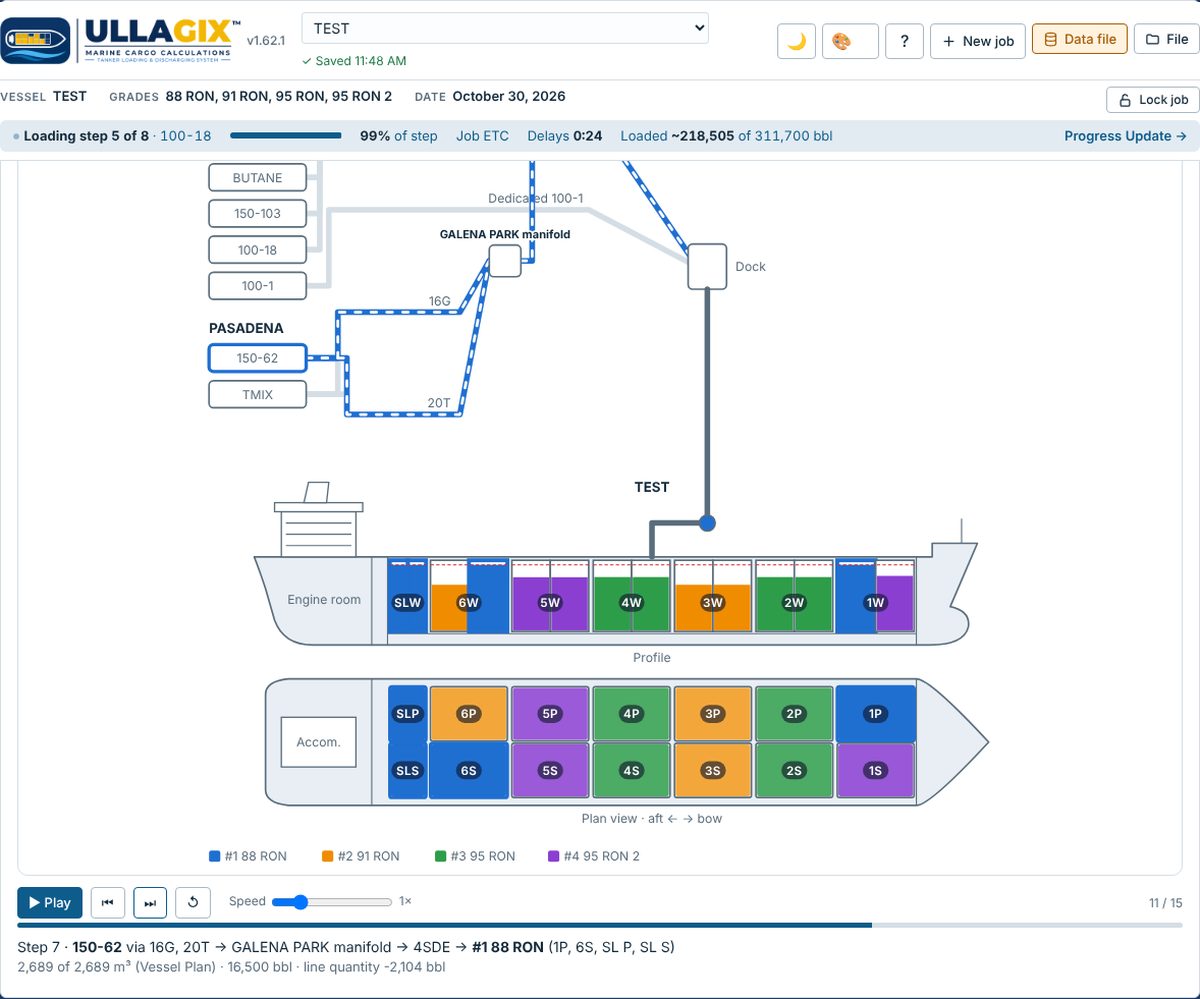 ULLAGIX™
MARINE CARGO CALCULATIONS
TANKER LOADING & DISCHARGING SYSTEM
v1.62.1
TEST
✓ Saved 11:48 AM
?
+ New job
Data file
File
VESSEL TEST GRADES 88 RON, 91 RON, 95 RON, 95 RON 2 DATE October 30, 2026
Lock job
Loading step 5 of 8 · 100-18 99% of step Job ETC Delays 0:24 Loaded ~218,505 of 311,700 bbl Progress Update →
BUTANE
150-103
100-18
100-1
Dedicated 100-1
GALENA PARK manifold
Dock
16G
PASADENA
150-62
TMIX
20T
TEST
Engine room
SLW 6W 5W 4W 3W 2W 1W
Profile
SLP 6P 5P 4P 3P 2P 1P
Accom.
SLS 6S 5S 4S 3S 2S 1S
Plan view · aft ← → bow
#1 88 RON #2 91 RON #3 95 RON #4 95 RON 2
Play Speed 1× 11 / 15
Step 7 · 150-62 via 16G, 20T → GALENA PARK manifold → 4SDE → #1 88 RON (1P, 6S, SL P, SL S)
2,689 of 2,689 m³ (Vessel Plan) · 16,500 bbl · line quantity -2,104 bbl